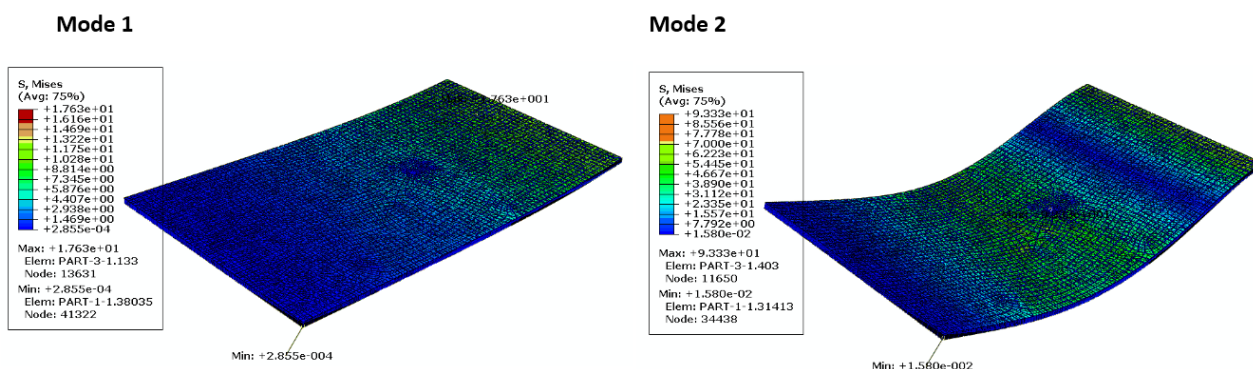 Mode 1
S, Mises
(Avg: 75%)
+1.763e+01
+1.616e+01
+1.469e+01
+1.322e+01
+1.175e+01
+1.028e+01
+8.814e+00
+7.345e+00
+5.876e+00
+4.407e+00
+2.938e+00
+1.469e+00
+2.855e-04
Max: +1.763e+01
Elem: PART-3-1.133
Node: 13631
Min: +2.855e-04
Elem: PART-1-1.38035
Node: 41322
.763e+001
Min: +2.855e-004
Mode 2
S, Mises
(Avg: 75%)
+9.333e+01
+8.556e+01
+7.778e+01
+7.000e+01
+6.223e+01
+5.445e+01
+4.667e+01
+3.890e+01
+3.112e+01
+2.335e+01
+1.557e+01
+7.792e+00
+1.580e-02
Max: +9.333e+01
Elem: PART-3-1.403
Node: 11650
Min: +1.580e-02
Elem: PART-1-1.31413
Node: 34438
Min: +1.580e-002